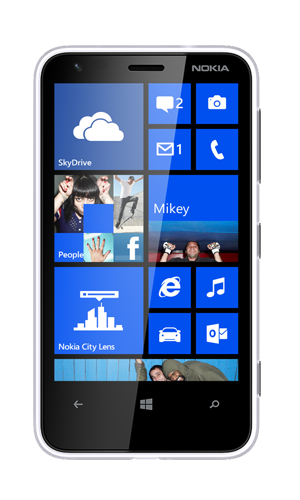 NOKIA
2
SkyDrive
1
Mikey
People
f
Nokia City Lens